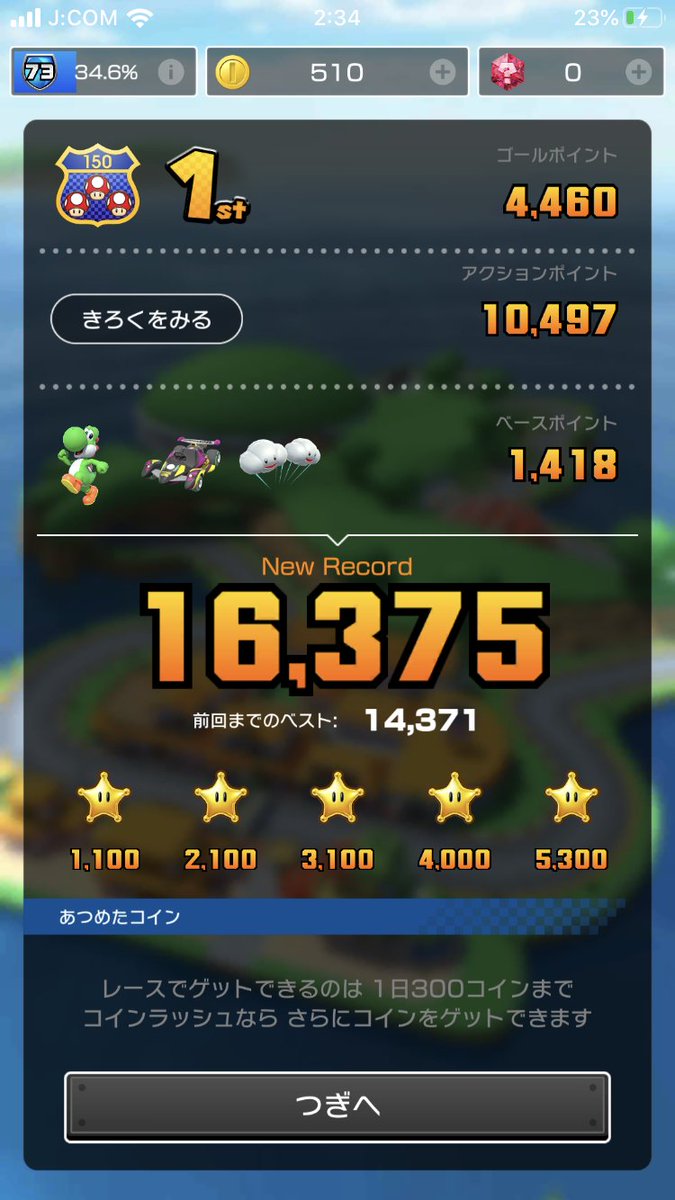 J:COM 2:34 23%
73 34.6% i 510 + ? 0 +
150 1st
ゴールポイント
4,460
アクションポイント
きろくをみる
10,497
ベースポイント
1,418
New Record
16,375
前回までのベスト: 14,371
1,100 2,100 3,100 4,000 5,300
あつめたコイン
レースでゲットできるのは 1日300コインまで
コインラッシュなら さらにコインをゲットできます
つぎへ